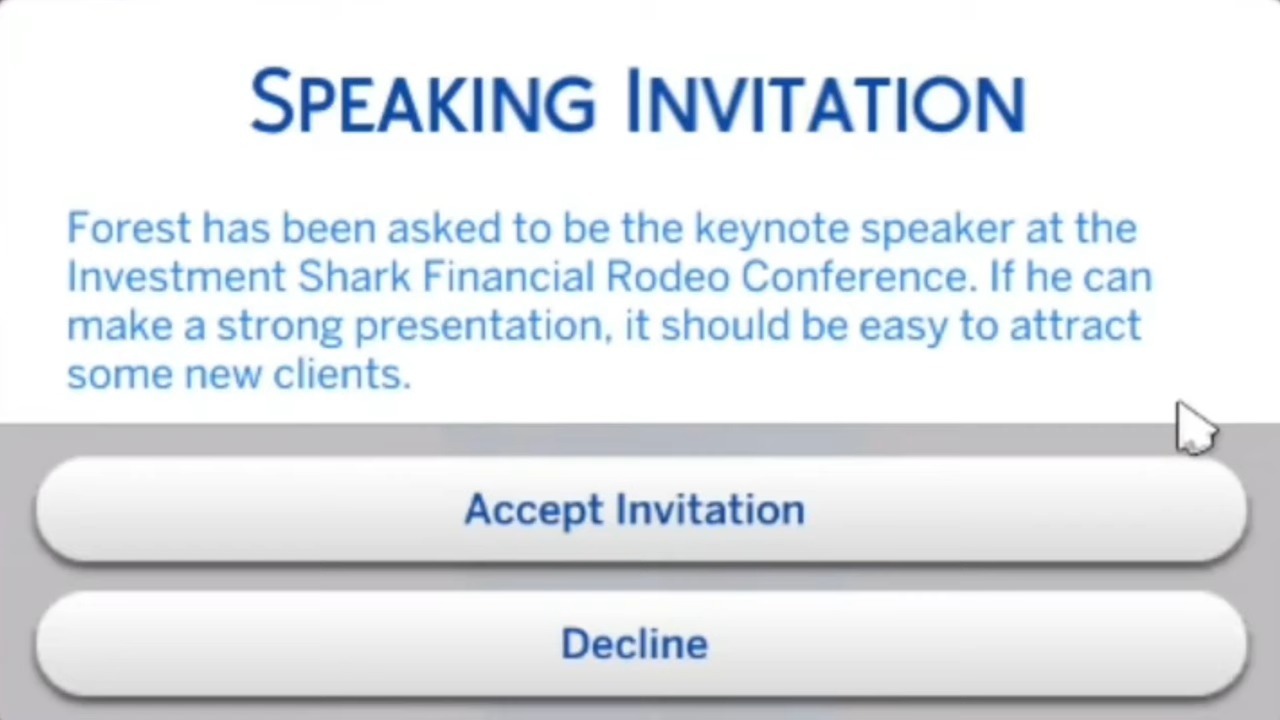 Speaking Invitation
Forest has been asked to be the keynote speaker at the
Investment Shark Financial Rodeo Conference. If he can
make a strong presentation, it should be easy to attract
some new clients.
Accept Invitation
Decline